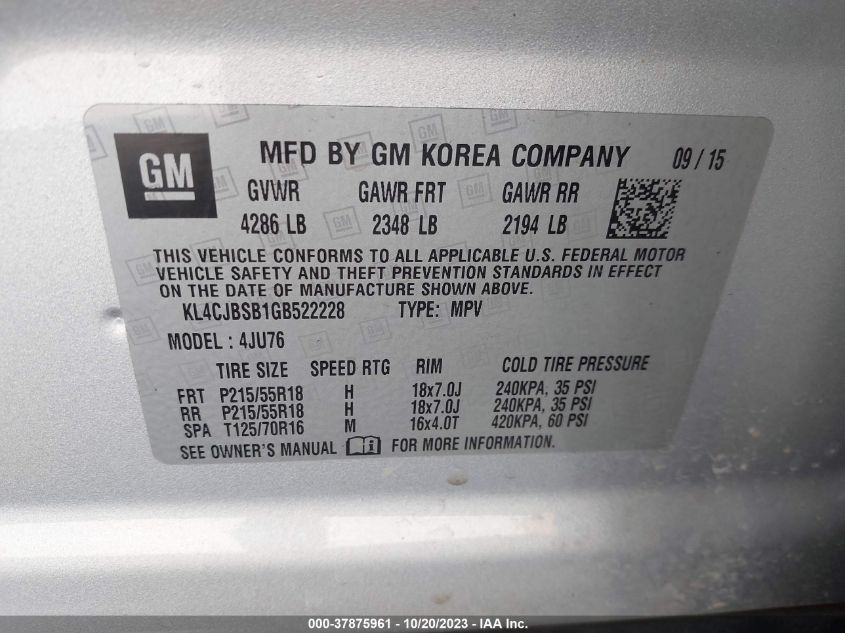 GM MFD BY GM KOREA COMPANY 09/15
GVWR GAWR FRT GAWR RR
4286 LB 2348 LB 2194 LB
THIS VEHICLE CONFORMS TO ALL APPLICABLE U.S. FEDERAL MOTOR
VEHICLE SAFETY AND THEFT PREVENTION STANDARDS IN EFFECT
ON THE DATE OF MANUFACTURE SHOWN ABOVE.
KL4CJBSB1GB522228 TYPE: MPV
MODEL : 4JU76
TIRE SIZE SPEED RTG RIM COLD TIRE PRESSURE
FRT P215/55R18 H 18x7.0J 240KPA, 35 PSI
RR P215/55R18 H 18x7.0J 240KPA, 35 PSI
SPA T125/70R16 M 16x4.0T 420KPA, 60 PSI
SEE OWNER'S MANUAL FOR MORE INFORMATION.
000-37875961 - 10/20/2023 - IAA Inc.